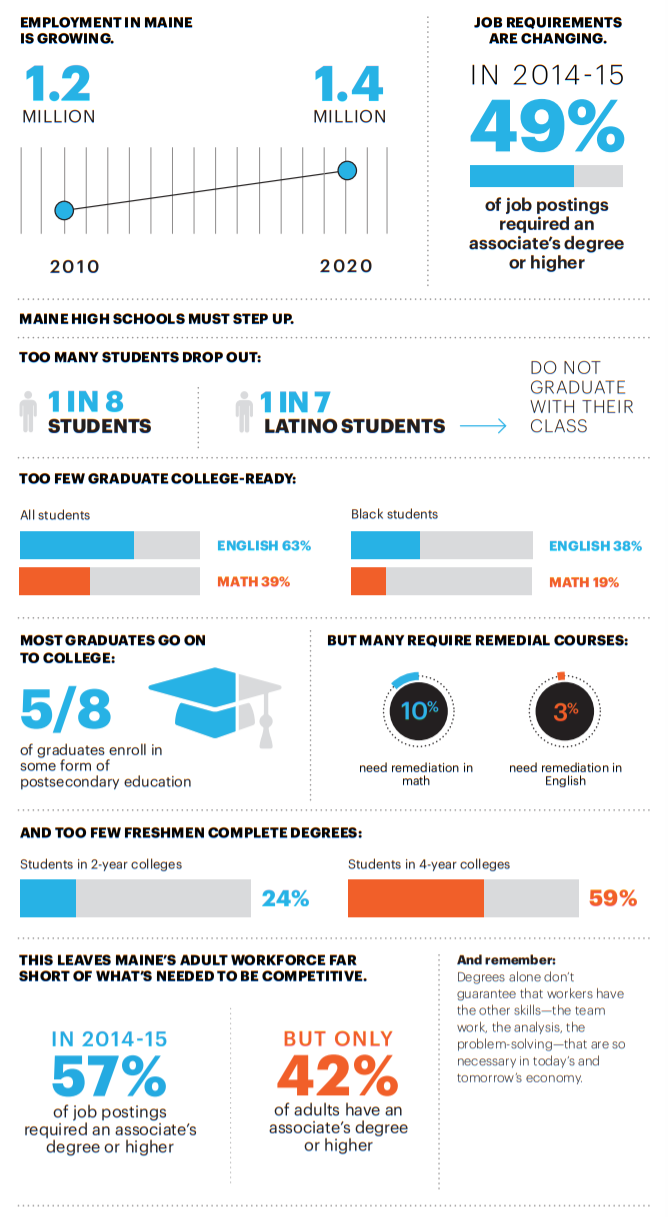 EMPLOYMENT IN MAINE
IS GROWING.
1.2
MILLION
1.4
MILLION
2010
2020
JOB REQUIREMENTS
ARE CHANGING.
IN 2014-15
49%
of job postings
required an
associate's degree
or higher
MAINE HIGH SCHOOLS MUST STEP UP.
TOO MANY STUDENTS DROP OUT:
1 IN 8
STUDENTS
1 IN 7
LATINO STUDENTS
DO NOT
GRADUATE
WITH THEIR
CLASS
TOO FEW GRADUATE COLLEGE-READY:
All students
ENGLISH 63%
MATH 39%
Black students
ENGLISH 38%
MATH 19%
MOST GRADUATES GO ON
TO COLLEGE:
5/8
of graduates enroll in
some form of
postsecondary education
BUT MANY REQUIRE REMEDIAL COURSES:
10%
need remediation in
math
3%
need remediation in
English
AND TOO FEW FRESHMEN COMPLETE DEGREES:
Students in 2-year colleges
24%
Students in 4-year colleges
59%
THIS LEAVES MAINE'S ADULT WORKFORCE FAR
SHORT OF WHAT'S NEEDED TO BE COMPETITIVE.
IN 2014-15
57%
of job postings
required an associate's
degree or higher
BUT ONLY
42%
of adults have an
associate's degree
or higher
And remember:
Degrees alone don't
guarantee that workers have
the other skills—the team
work, the analysis, the
problem-solving—that are so
necessary in today's and
tomorrow's economy.